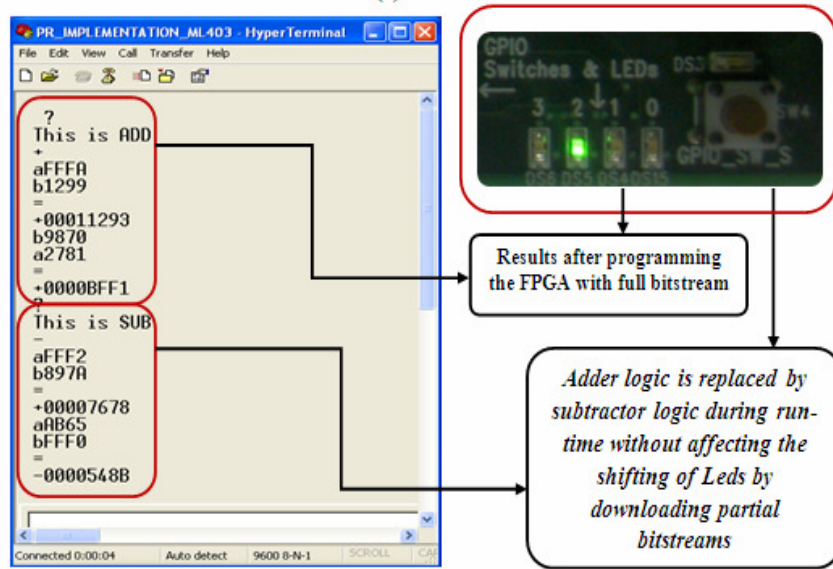 PR_IMPLEMENTATION_ML403 - HyperTerminal
File Edit View Call Transfer Help
?
This is ADD
+
aFFFA
b1299
=
+00011293
b9870
a2781
=
+0000BFF1
?
This is SUB
-
aFFF2
b897A
=
+00007678
aAB65
bFFF0
=
-0000548B
Connected 0:00:04 Auto detect 9600 8-N-1 SCROLL
GPIO
Switches & LEDs DS3
3 2 1 0
SW4
GPIO_SW_S
DS6 DS5 DS4 DS15
Results after programming
the FPGA with full bitstream
Adder logic is replaced by
subtractor logic during run-
time without affecting the
shifting of Leds by
downloading partial
bitstreams